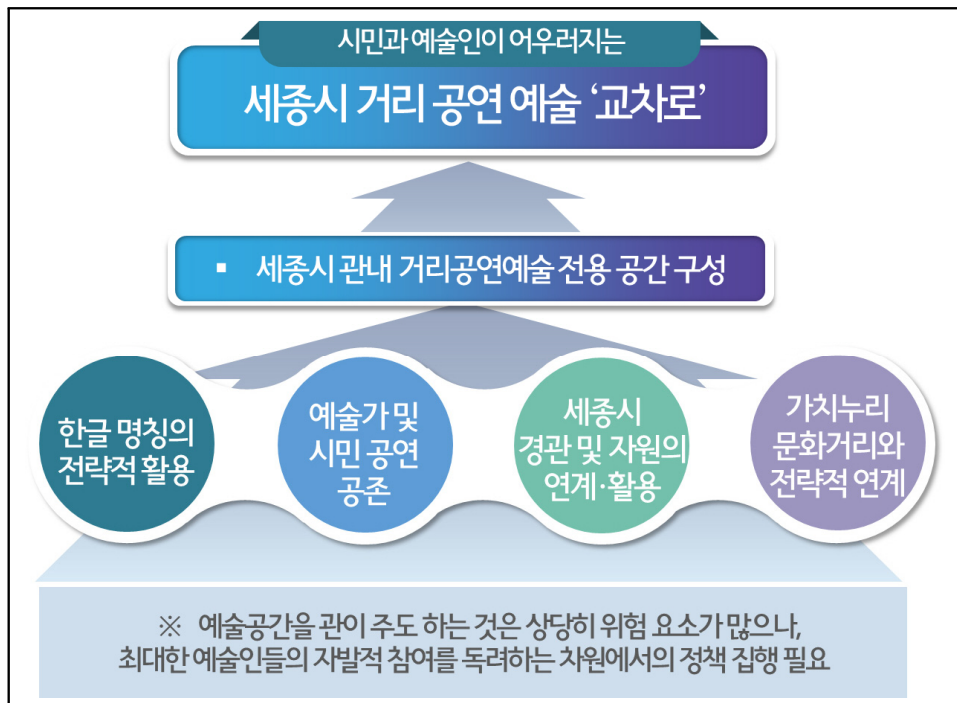 시민과 예술인이 어우러지는
세종시 거리 공연 예술 ‘교차로’
▪ 세종시 관내 거리공연예술 전용 공간 구성
한글 명칭의
전략적 활용
예술가 및
시민 공연
공존
세종시
경관 및 자원의
연계·활용
가치누리
문화거리와
전략적 연계
※ 예술공간을 관이 주도 하는 것은 상당히 위험 요소가 많으나,
최대한 예술인들의 자발적 참여를 독려하는 차원에서의 정책 집행 필요